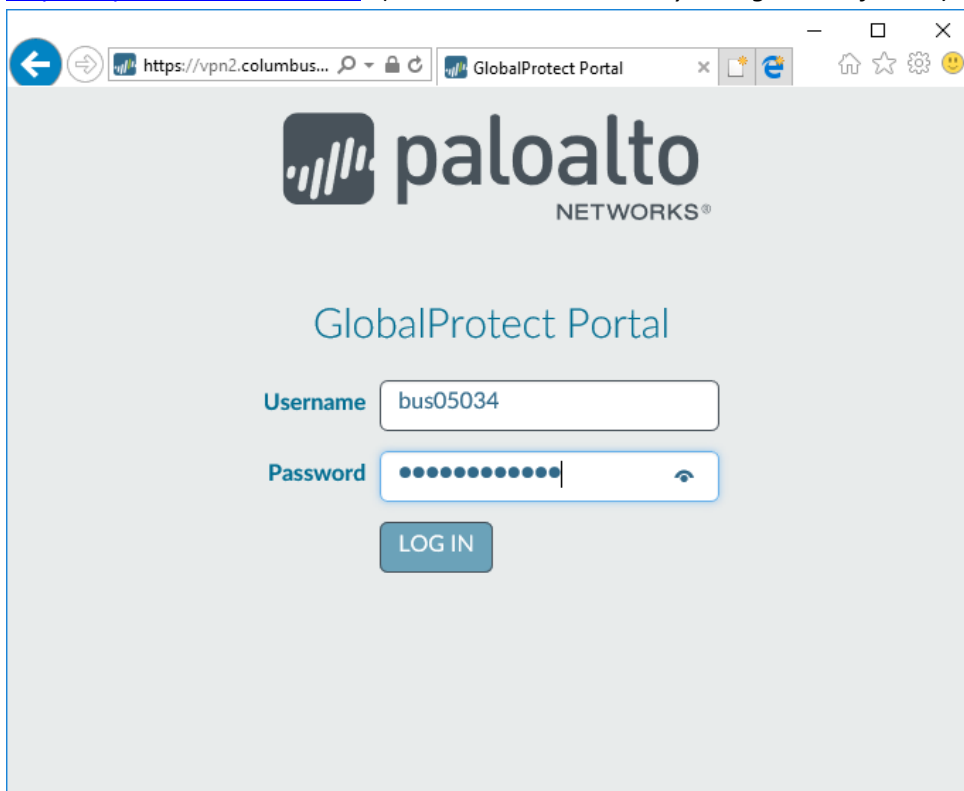 https://vpn2.columbus... GlobalProtect Portal
paloalto
NETWORKS®
GlobalProtect Portal
Username bus05034
Password ••••••••••••
LOG IN